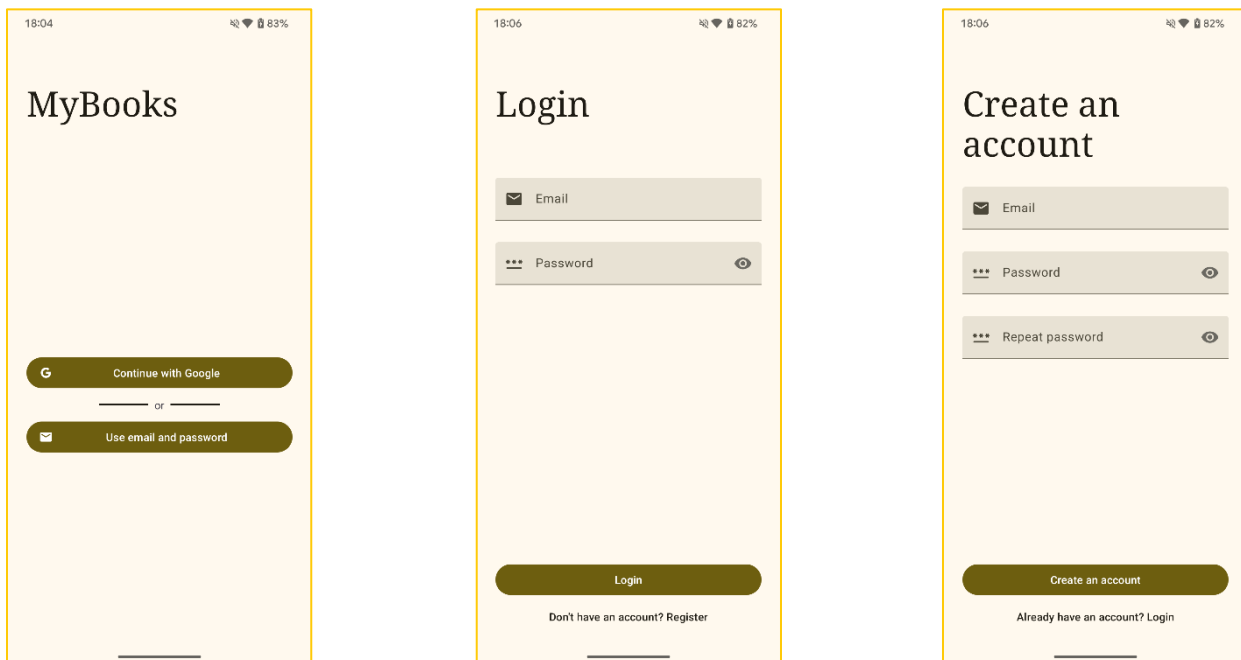 18:04 83%
MyBooks
G Continue with Google
or
Use email and password
18:06 82%
Login
Email
*** Password
Login
Don't have an account? Register
18:06 82%
Create an
account
Email
*** Password
*** Repeat password
Create an account
Already have an account? Login